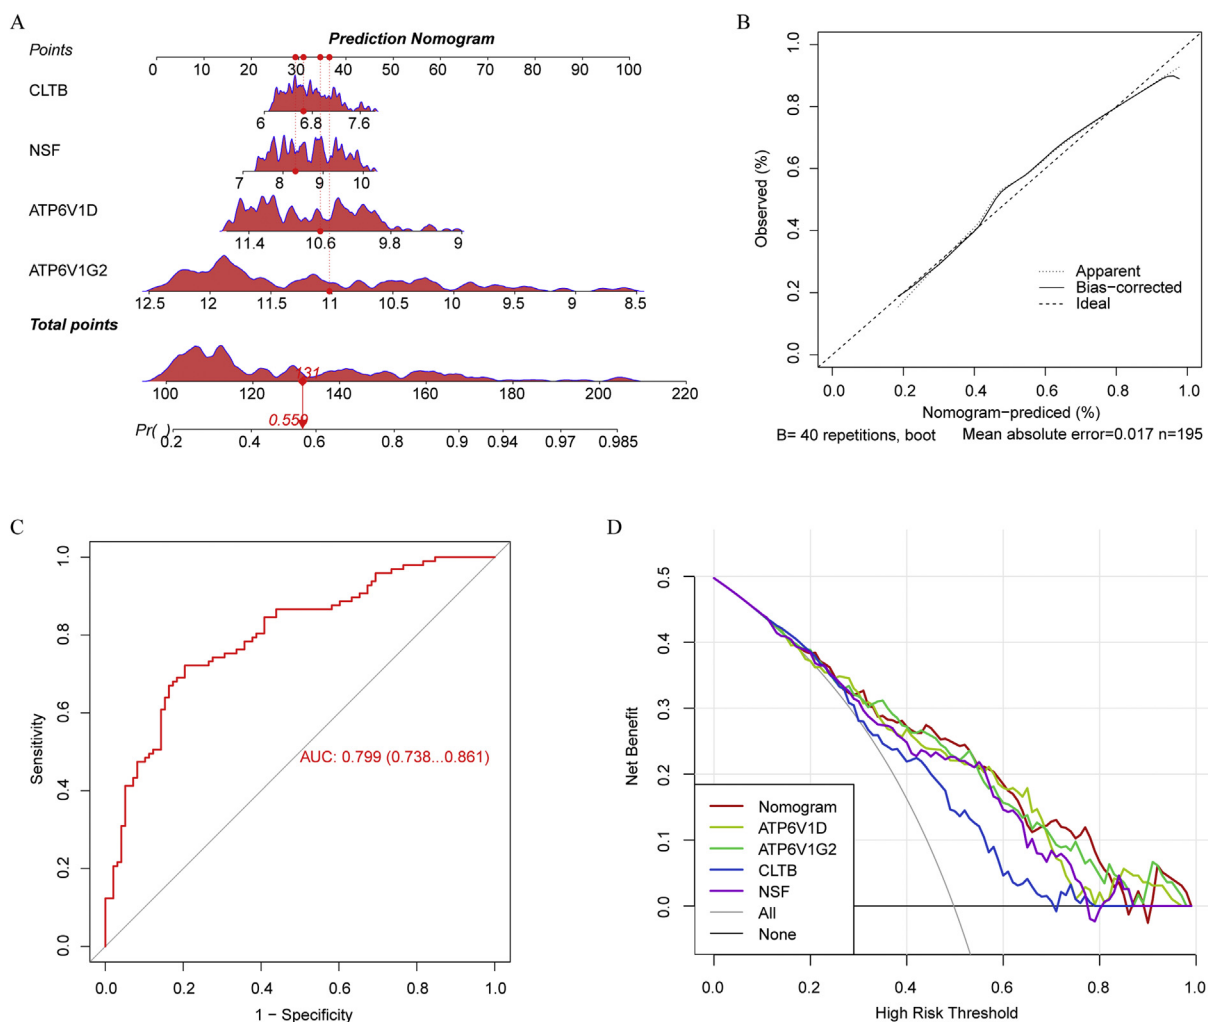 A
Prediction Nomogram
Points
0 10 20 30 40 50 60 70 80 90 100
CLTB
6 6.8 7.6
NSF
7 8 9 10
ATP6V1D
11.4 10.6 9.8 9
ATP6V1G2
12.5 12 11.5 11 10.5 10 9.5 9 8.5
Total points
131
100 120 140 160 180 200 220
0.559
Pr( )
0.2 0.4 0.6 0.8 0.9 0.94 0.97 0.985
B
Observed (%)
1.0
0.8
0.6
0.4
0.2
0.0
Apparent
Bias-corrected
Ideal
0.0 0.2 0.4 0.6 0.8 1.0
Nomogram-prediced (%)
B= 40 repetitions, boot Mean absolute error=0.017 n=195
C
Sensitivity
1.0
0.8
0.6
0.4
0.2
0.0
AUC: 0.799 (0.738...0.861)
0.0 0.2 0.4 0.6 0.8 1.0
1 - Specificity
D
Net Benefit
0.5
0.4
0.3
0.2
0.1
0.0
Nomogram
ATP6V1D
ATP6V1G2
CLTB
NSF
All
None
0.0 0.2 0.4 0.6 0.8 1.0
High Risk Threshold